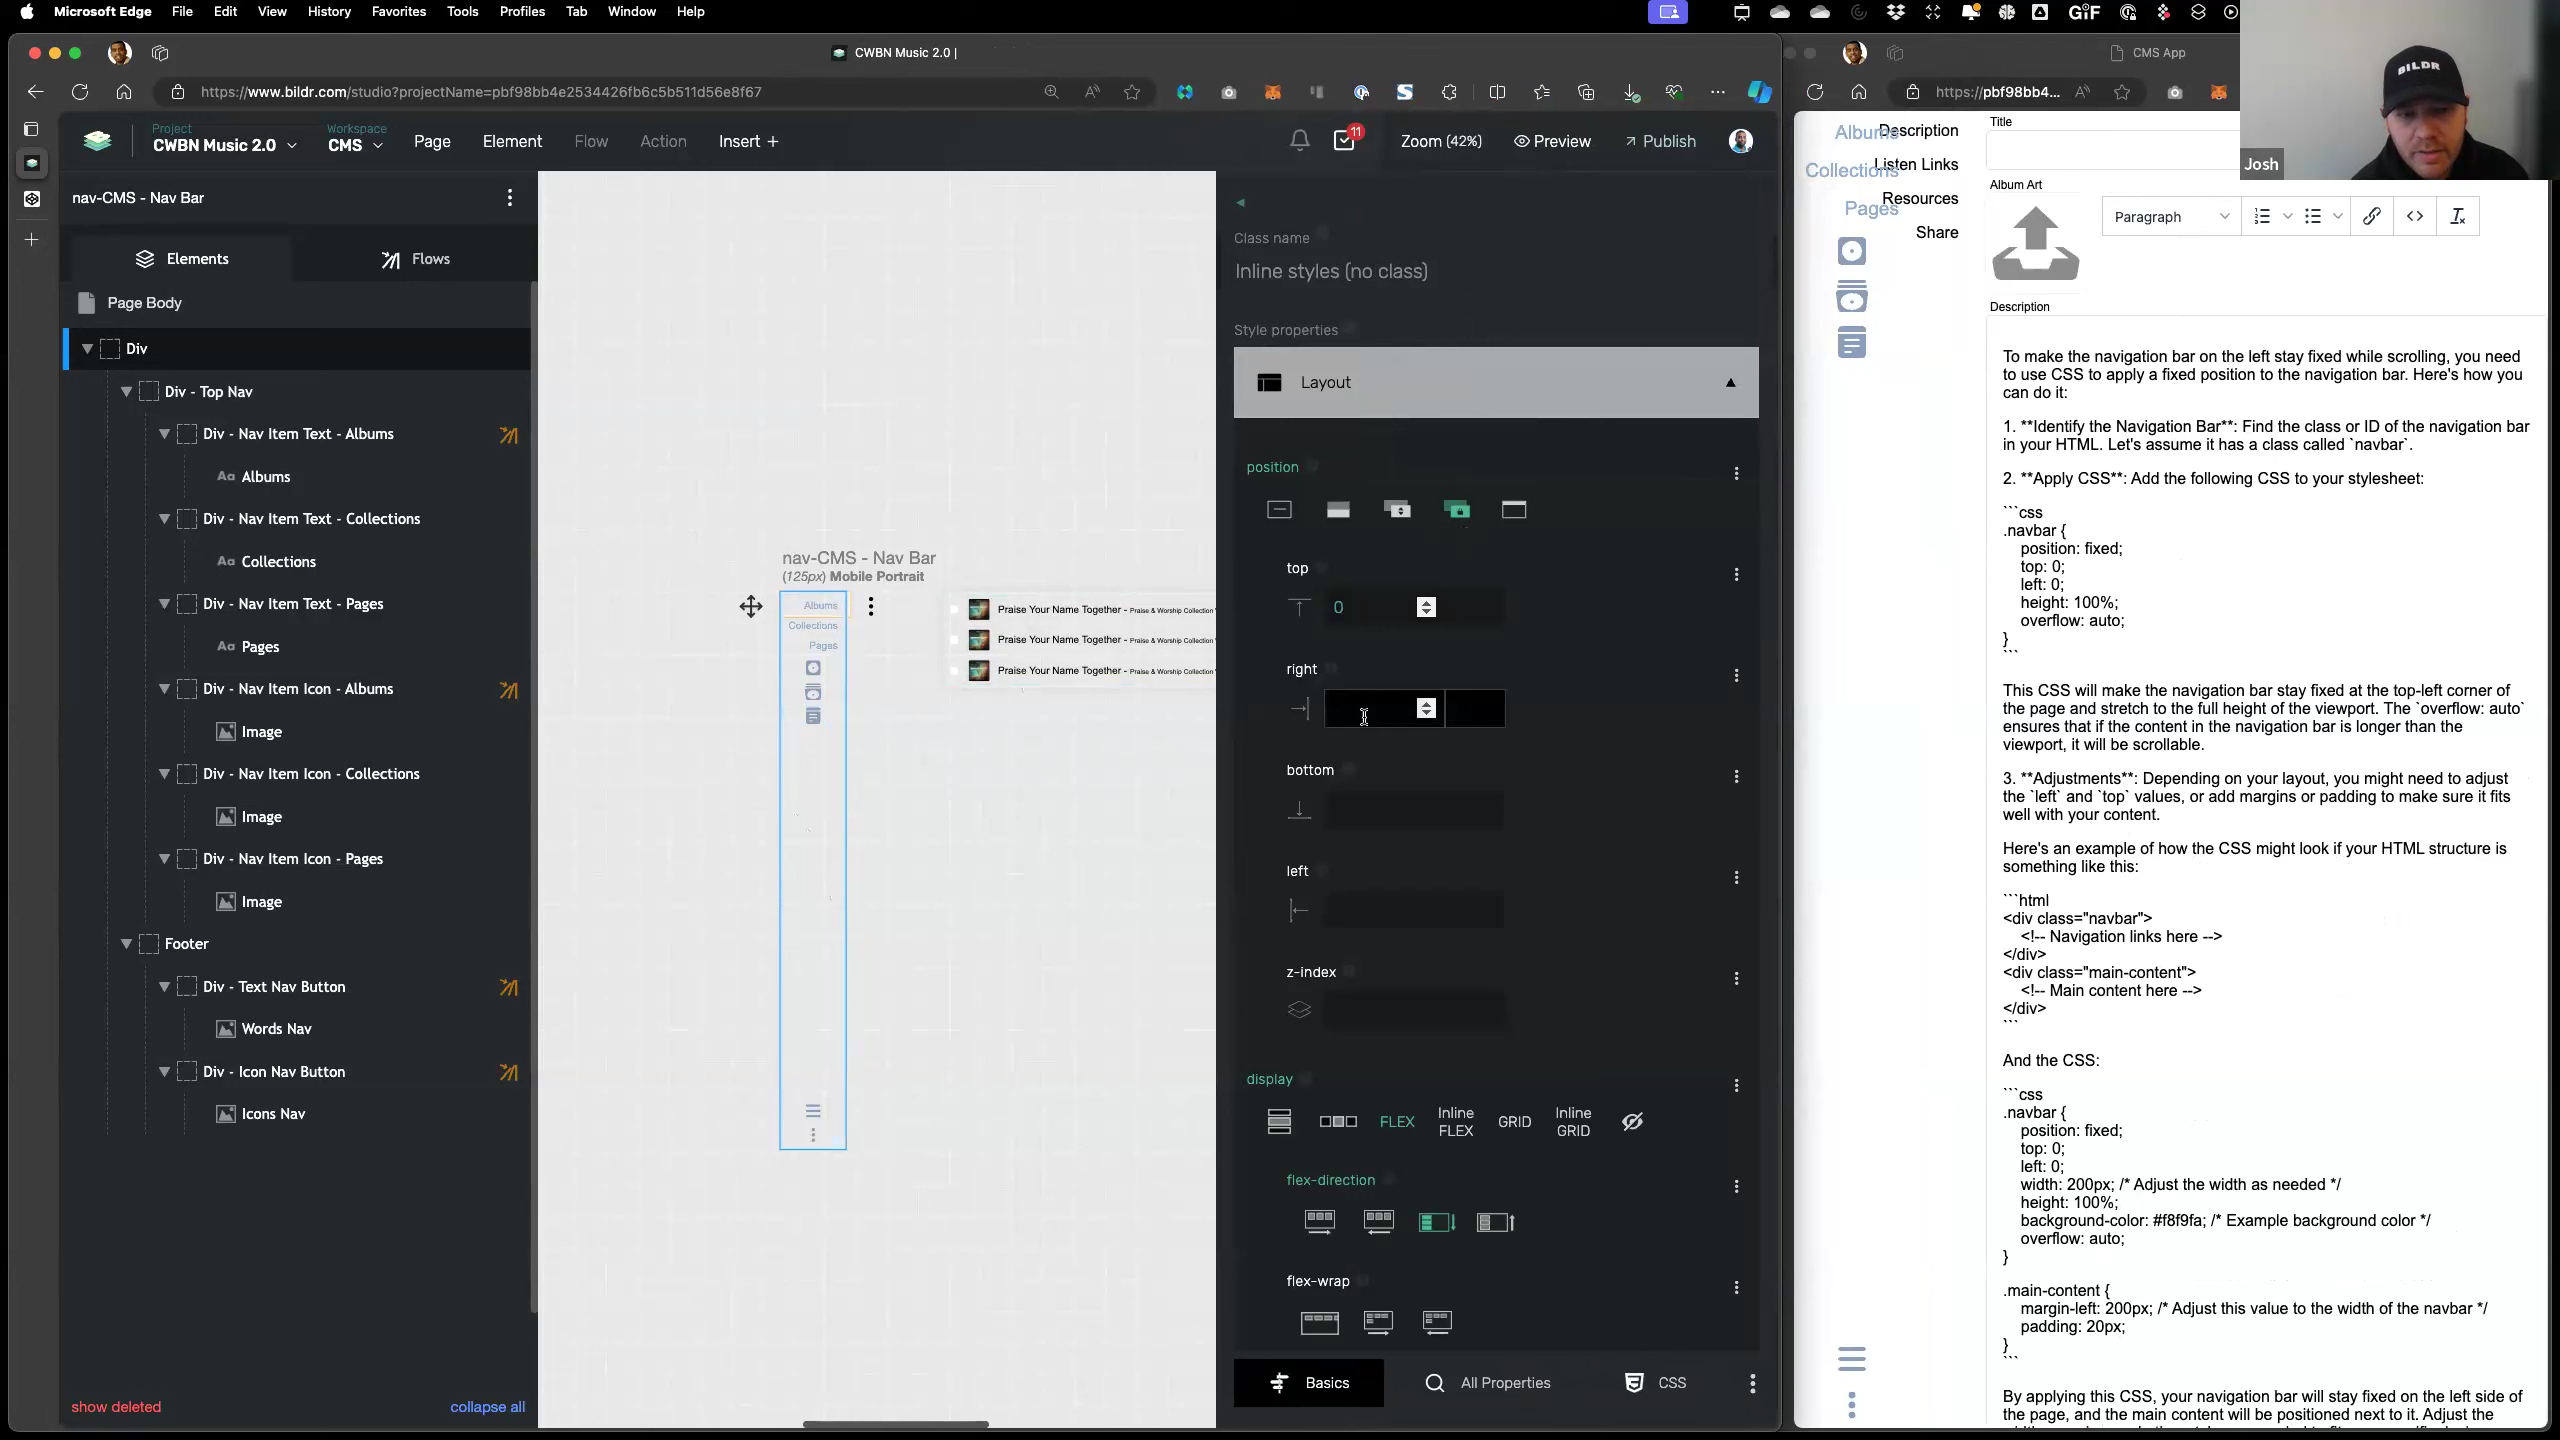 Microsoft Edge File Edit View History Favorites Tools Profiles Tab Window Help
GIF
CWBN Music 2.0 |
https://www.bildr.com/studio?projectName=pbf98bb4e2534426fb6c5b511d56e8f67
Project
CWBN Music 2.0
Workspace
CMS
Page
Element
Flow
Action
Insert +
11
Zoom (42%)
Preview
Publish
nav-CMS - Nav Bar
Elements
Flows
Page Body
Div
Div - Top Nav
Div - Nav Item Text - Albums
Aa Albums
Div - Nav Item Text - Collections
Aa Collections
Div - Nav Item Text - Pages
Aa Pages
Div - Nav Item Icon - Albums
Image
Div - Nav Item Icon - Collections
Image
Div - Nav Item Icon - Pages
Image
Footer
Div - Text Nav Button
Words Nav
Div - Icon Nav Button
Icons Nav
show deleted
collapse all
nav-CMS - Nav Bar
(125px) Mobile Portrait
Albums
Collections
Pages
Praise Your Name Together - Praise & Worship Collection
Praise Your Name Together - Praise & Worship Collection
Praise Your Name Together - Praise & Worship Collection
Class name
Inline styles (no class)
Style properties
Layout
position
top
0
right
bottom
left
z-index
display
FLEX
Inline
FLEX
GRID
Inline
GRID
flex-direction
flex-wrap
Basics
All Properties
CSS
CMS App
https://pbf98bb4...
BILDR
Josh
Albums
Collections
Pages
Description
Listen Links
Resources
Share
Title
Album Art
Paragraph
Description
To make the navigation bar on the left stay fixed while scrolling, you need
to use CSS to apply a fixed position to the navigation bar. Here's how you
can do it:
1. **Identify the Navigation Bar**: Find the class or ID of the navigation bar
in your HTML. Let's assume it has a class called `navbar`.
2. **Apply CSS**: Add the following CSS to your stylesheet:
```css
.navbar {
position: fixed;
top: 0;
left: 0;
height: 100%;
overflow: auto;
}
```
This CSS will make the navigation bar stay fixed at the top-left corner of
the page and stretch to the full height of the viewport. The `overflow: auto`
ensures that if the content in the navigation bar is longer than the
viewport, it will be scrollable.
3. **Adjustments**: Depending on your layout, you might need to adjust
the `left` and `top` values, or add margins or padding to make sure it fits
well with your content.
Here's an example of how the CSS might look if your HTML structure is
something like this:
```html
<div class="navbar">
<!-- Navigation links here -->
</div>
<div class="main-content">
<!-- Main content here -->
</div>
```
And the CSS:
```css
.navbar {
position: fixed;
top: 0;
left: 0;
width: 200px; /* Adjust the width as needed */
height: 100%;
background-color: #f8f9fa; /* Example background color */
overflow: auto;
}
.main-content {
margin-left: 200px; /* Adjust this value to the width of the navbar */
padding: 20px;
}
```
By applying this CSS, your navigation bar will stay fixed on the left side of
the page, and the main content will be positioned next to it. Adjust the